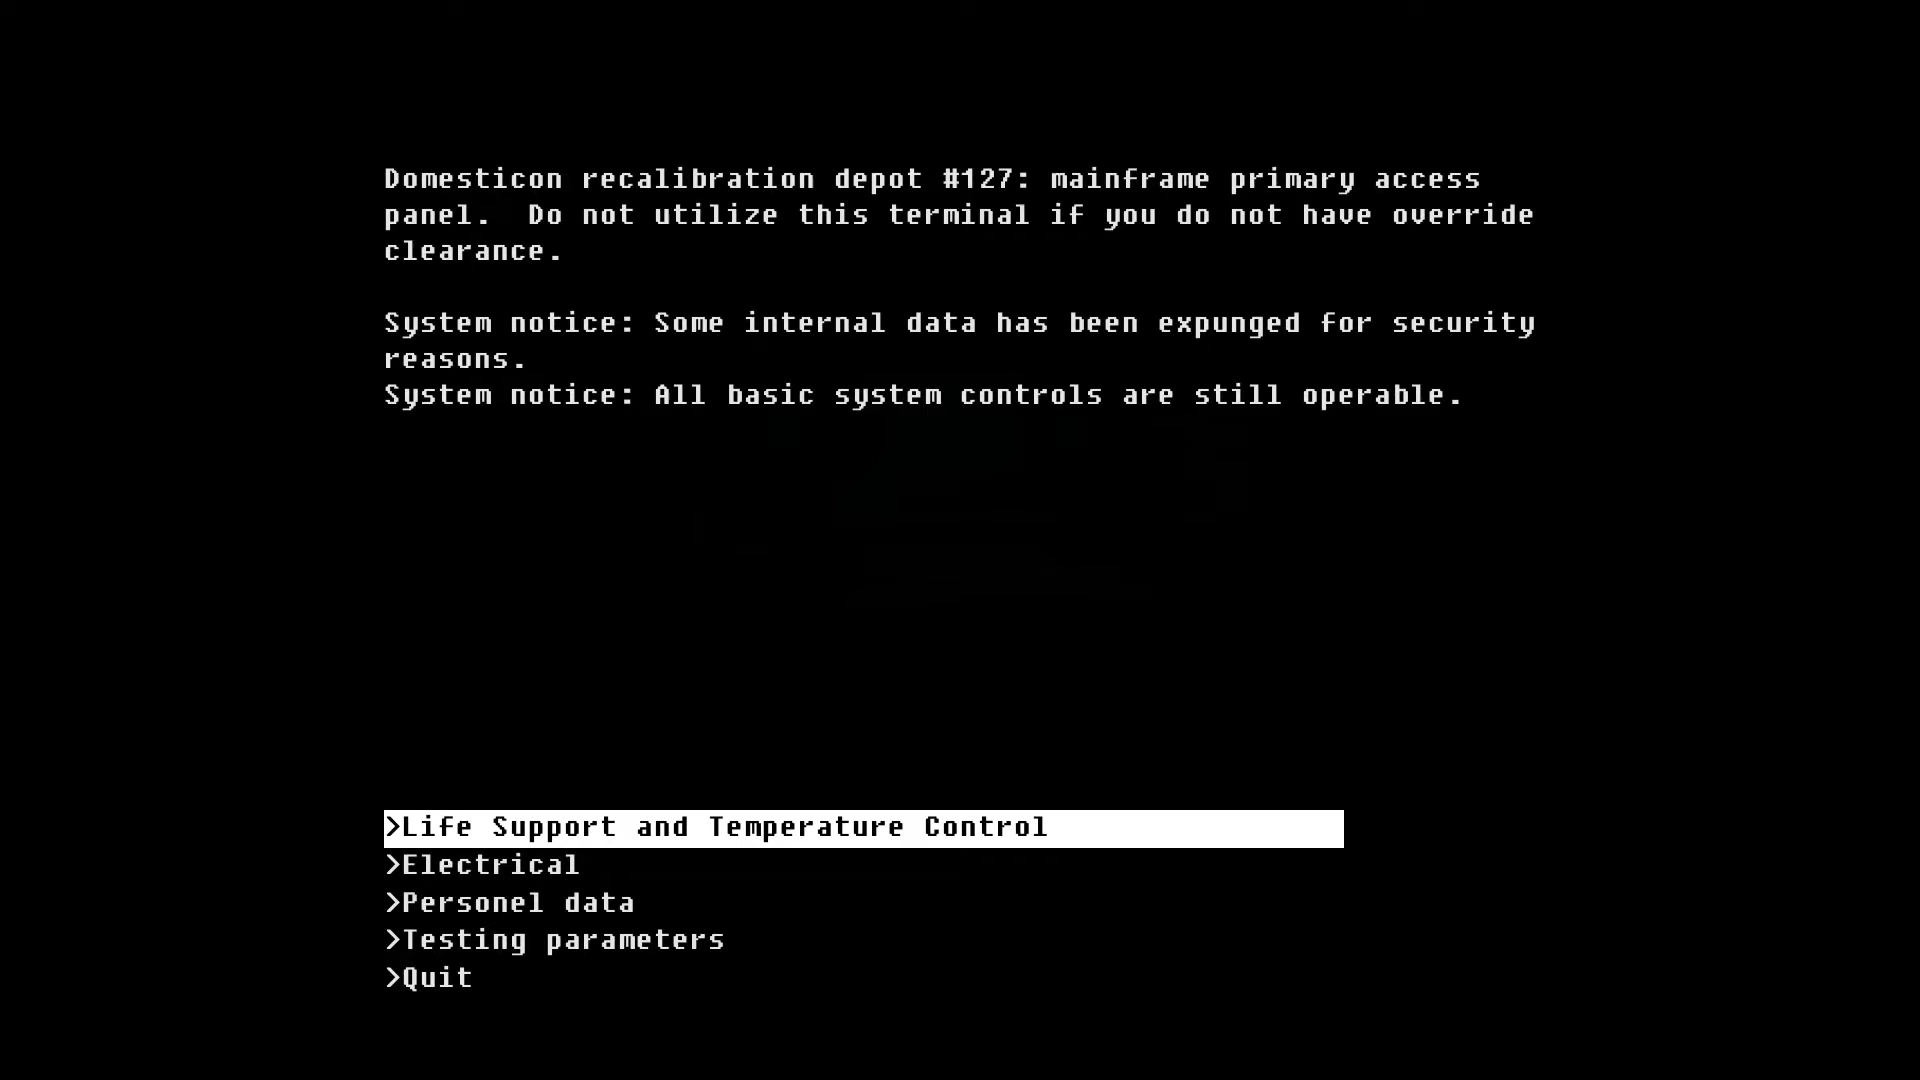 Domesticon recalibration depot #127: mainframe primary access
panel.  Do not utilize this terminal if you do not have override
clearance.
System notice: Some internal data has been expunged for security
reasons.
System notice: All basic system controls are still operable.
>Life Support and Temperature Control
>Electrical
>Personel data
>Testing parameters
>Quit